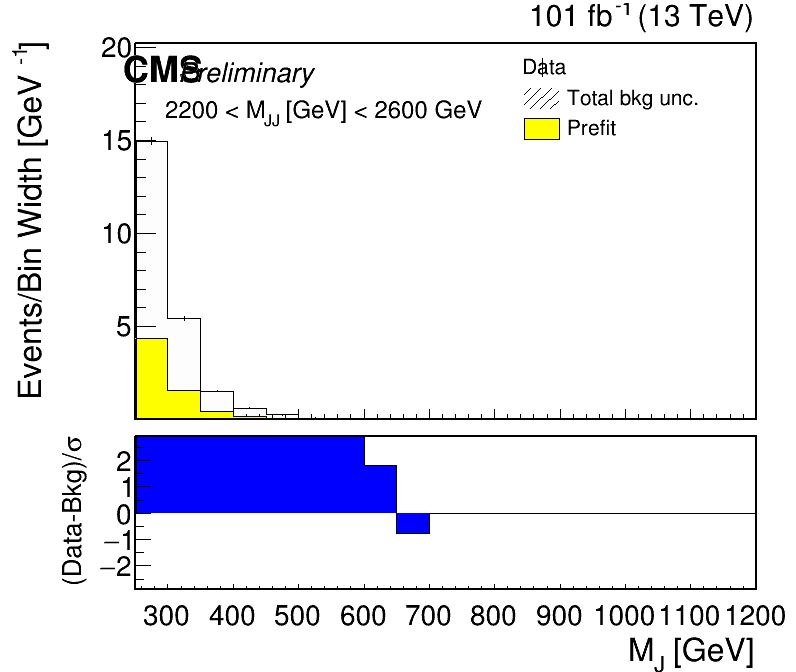 101 fb⁻¹ (13 TeV)
CMS Preliminary
2200 < M_JJ [GeV] < 2600 GeV
Data
Total bkg unc.
Prefit
Events/Bin Width [GeV⁻¹]
20
15
10
5
(Data-Bkg)/σ
2
1
0
−1
−2
300 400 500 600 700 800 900 1000 1100 1200
M_J [GeV]